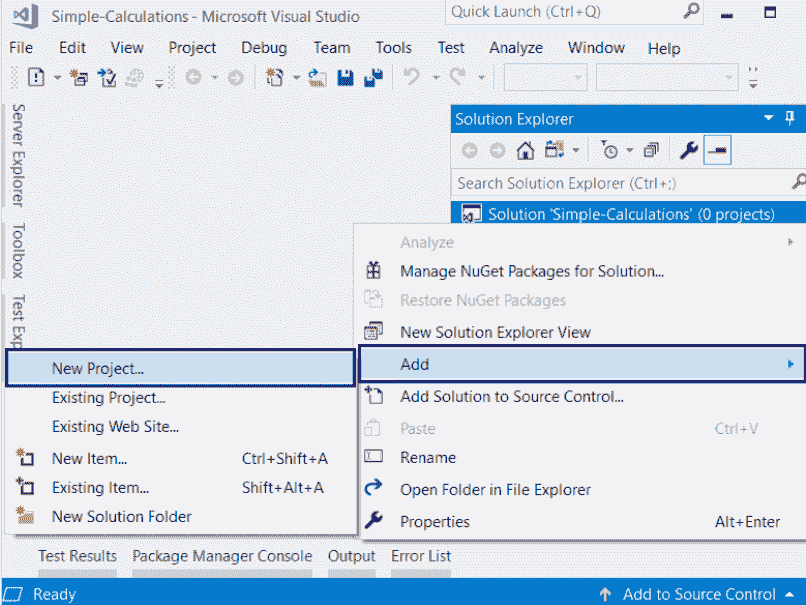 Simple-Calculations - Microsoft Visual Studio
Quick Launch (Ctrl+Q)
File Edit View Project Debug Team Tools Test Analyze Window Help
Server Explorer
Toolbox
Test Exp
Solution Explorer
Search Solution Explorer (Ctrl+;)
Solution 'Simple-Calculations' (0 projects)
Analyze
Manage NuGet Packages for Solution...
Restore NuGet Packages
New Solution Explorer View
Add
Add Solution to Source Control...
Paste Ctrl+V
Rename
Open Folder in File Explorer
Properties Alt+Enter
New Project...
Existing Project...
Existing Web Site...
New Item... Ctrl+Shift+A
Existing Item... Shift+Alt+A
New Solution Folder
Test Results Package Manager Console Output Error List
Ready
Add to Source Control